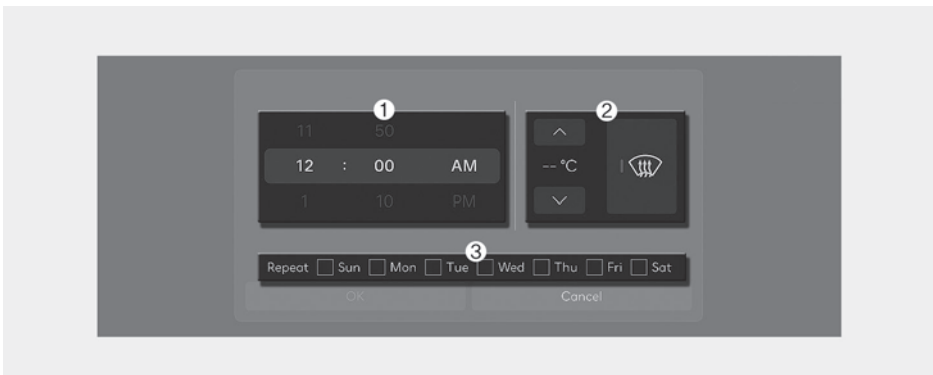 ① ②
11 50
12 : 00 AM -- °C
1 10 PM
③
Repeat Sun Mon Tue Wed Thu Fri Sat
OK Cancel